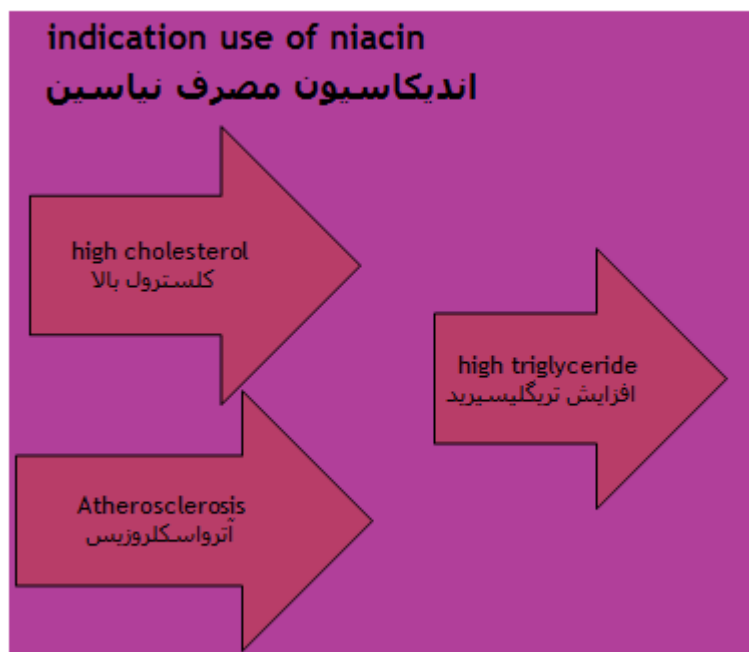 indication use of niacin
اندیکاسیون مصرف نیاسین
high cholesterol
کلسترول بالا
high triglyceride
افزایش تریگلیسیرید
Atherosclerosis
آترواسکلروزیس